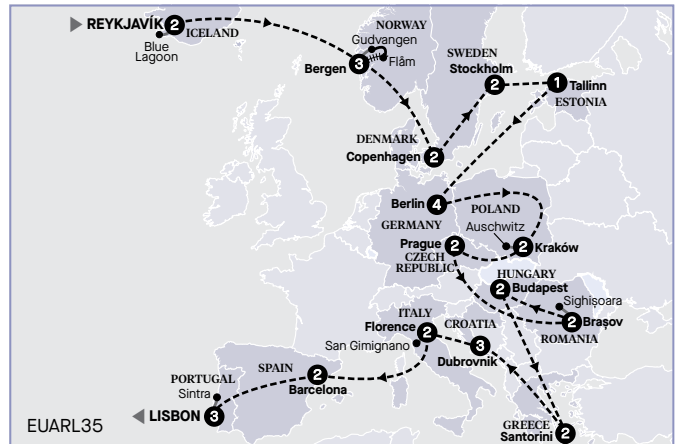 REYKJAVÍK 2
ICELAND
Blue
Lagoon
NORWAY
Gudvangen
Flåm
Bergen 3
SWEDEN
Stockholm
2
1 Tallinn
ESTONIA
DENMARK
Copenhagen 2
Berlin 4
GERMANY
POLAND
Auschwitz
2 Kraków
Prague 2
CZECH
REPUBLIC
HUNGARY
2 Budapest
Sighișoara
2 Brașov
ROMANIA
ITALY
Florence 2
San Gimignano
CROATIA
3
Dubrovnik
SPAIN
2
Barcelona
PORTUGAL
Sintra
LISBON 3
GREECE
Santorini 2
EUARL35